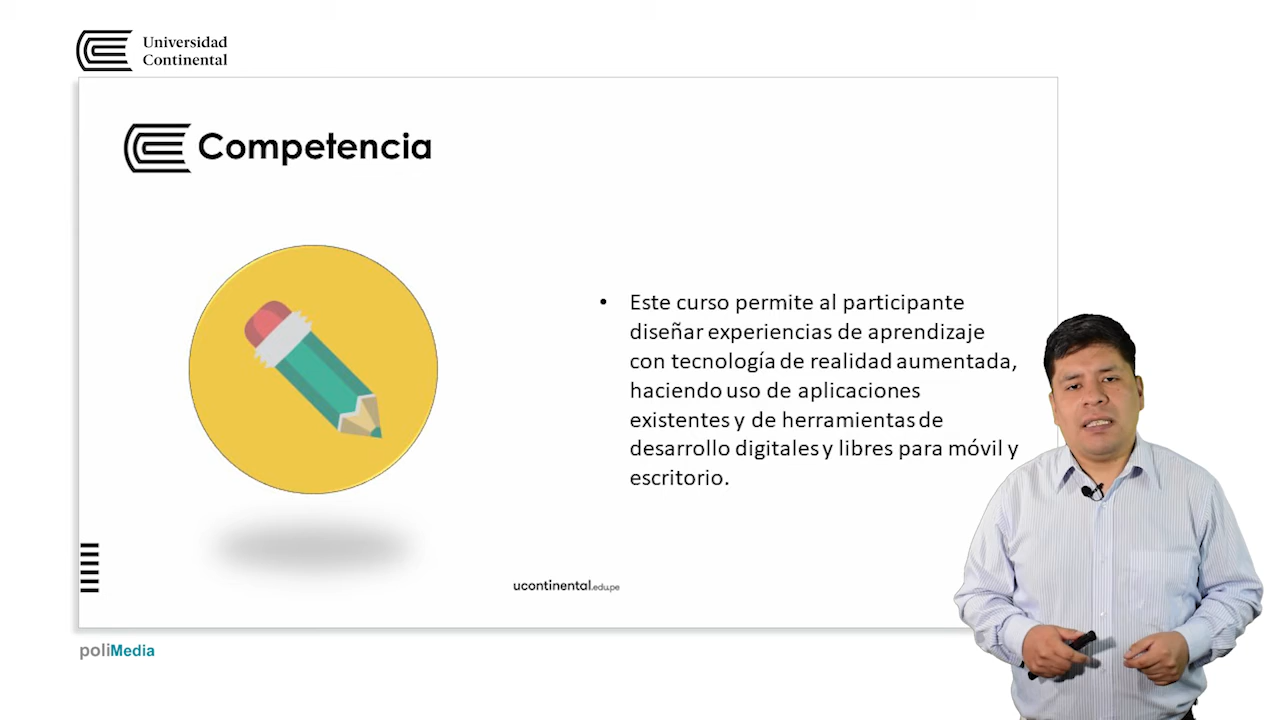 Universidad
Continental
Competencia
• Este curso permite al participante
diseñar experiencias de aprendizaje
con tecnología de realidad aumentada,
haciendo uso de aplicaciones
existentes y de herramientas de
desarrollo digitales y libres para móvil y
escritorio.
ucontinental.edu.pe
poliMedia